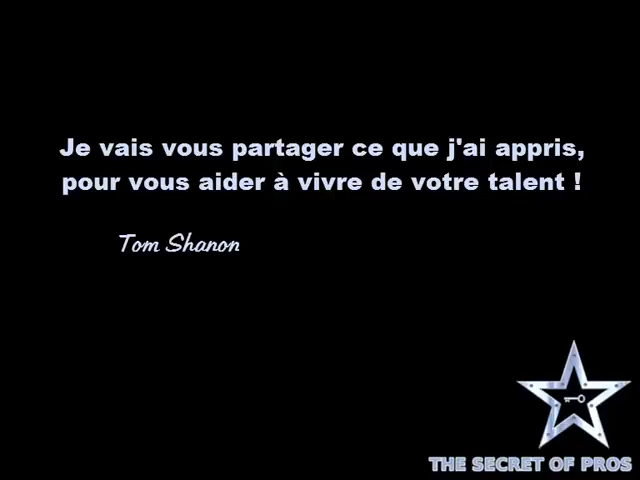 Je vais vous partager ce que j'ai appris,
pour vous aider à vivre de votre talent !
Tom Shanon
THE SECRET OF PROS